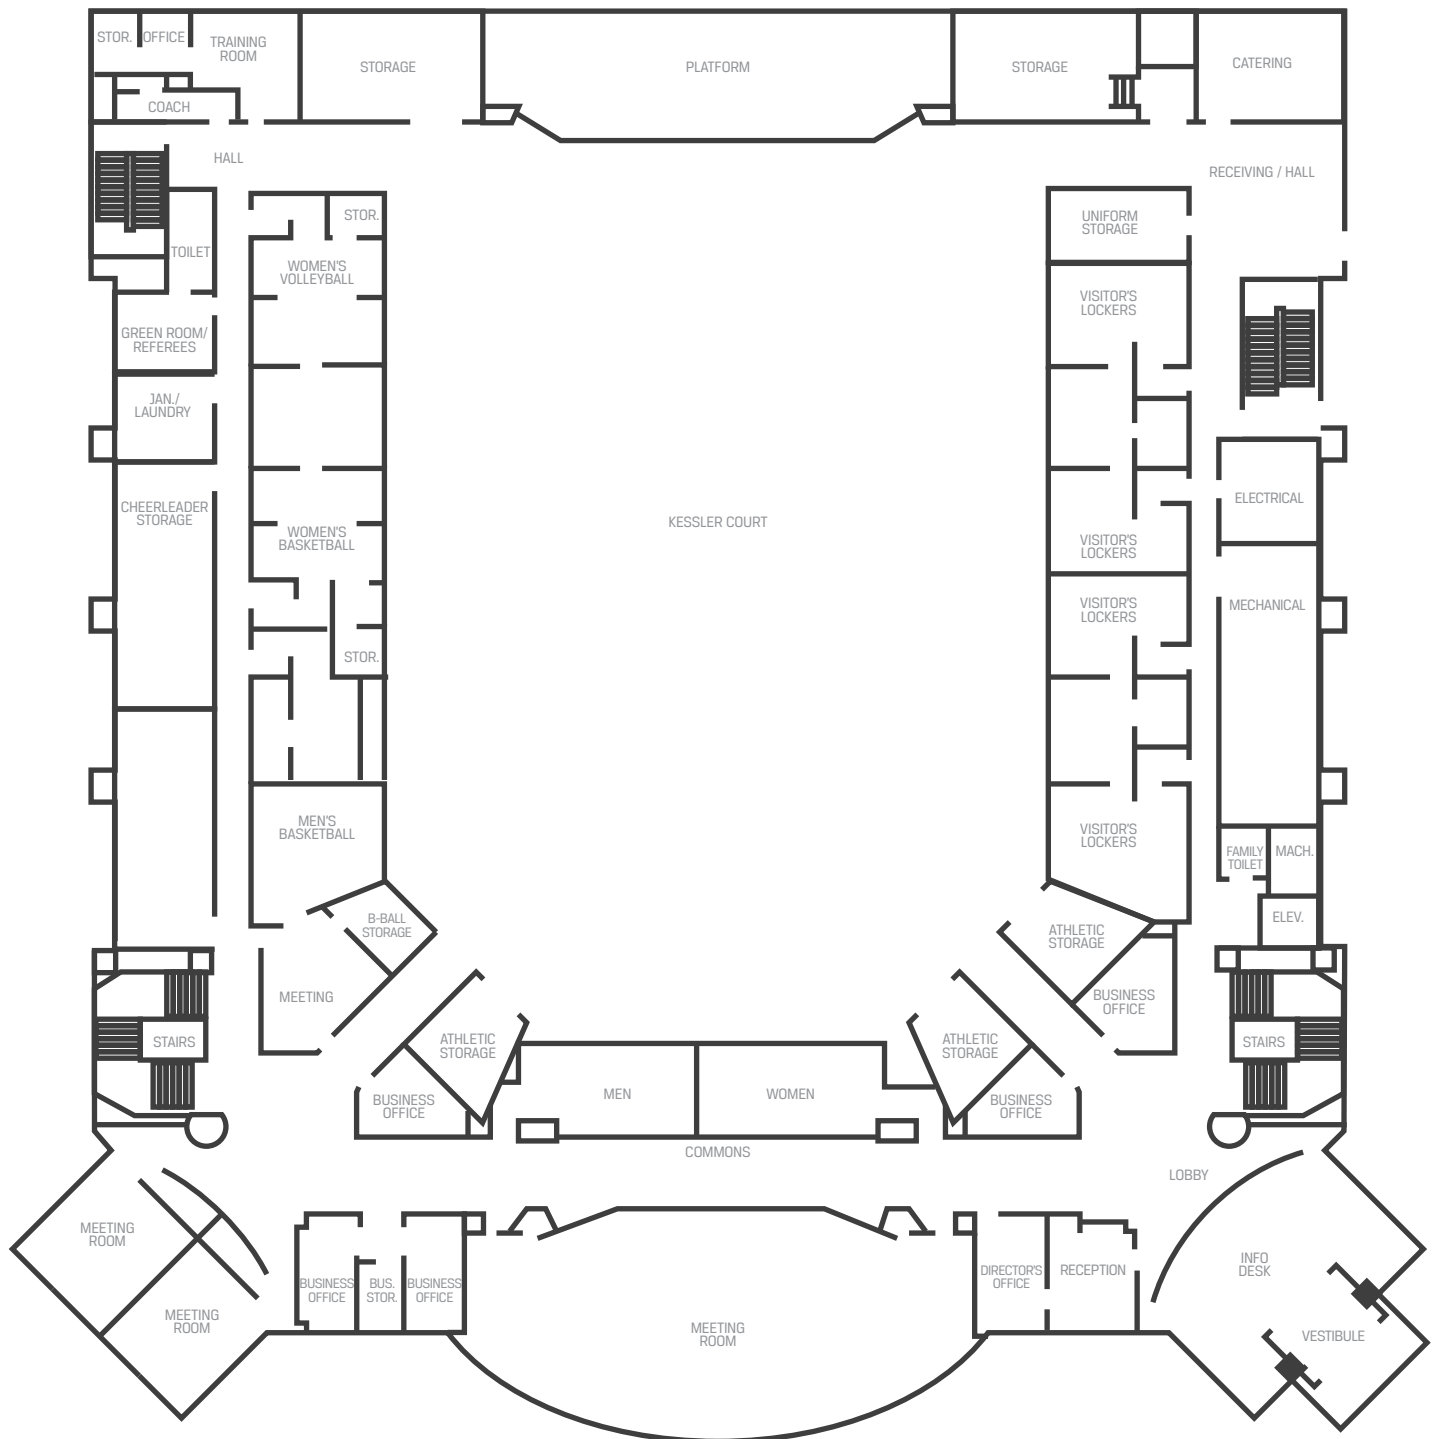 STOR.
OFFICE
TRAINING
ROOM
STORAGE
PLATFORM
STORAGE
CATERING
COACH
HALL
RECEIVING / HALL
STOR.
UNIFORM
STORAGE
TOILET
WOMEN'S
VOLLEYBALL
VISITOR'S
LOCKERS
GREEN ROOM/
REFEREES
JAN./
LAUNDRY
CHEERLEADER
STORAGE
KESSLER COURT
ELECTRICAL
WOMEN'S
BASKETBALL
VISITOR'S
LOCKERS
VISITOR'S
LOCKERS
MECHANICAL
STOR.
MEN'S
BASKETBALL
VISITOR'S
LOCKERS
FAMILY
TOILET
MACH.
B-BALL
STORAGE
ATHLETIC
STORAGE
ELEV.
MEETING
BUSINESS
OFFICE
STAIRS
ATHLETIC
STORAGE
ATHLETIC
STORAGE
STAIRS
BUSINESS
OFFICE
MEN
WOMEN
BUSINESS
OFFICE
COMMONS
LOBBY
MEETING
ROOM
BUSINESS
OFFICE
BUS.
STOR.
BUSINESS
OFFICE
DIRECTOR'S
OFFICE
RECEPTION
INFO
DESK
MEETING
ROOM
MEETING
ROOM
VESTIBULE